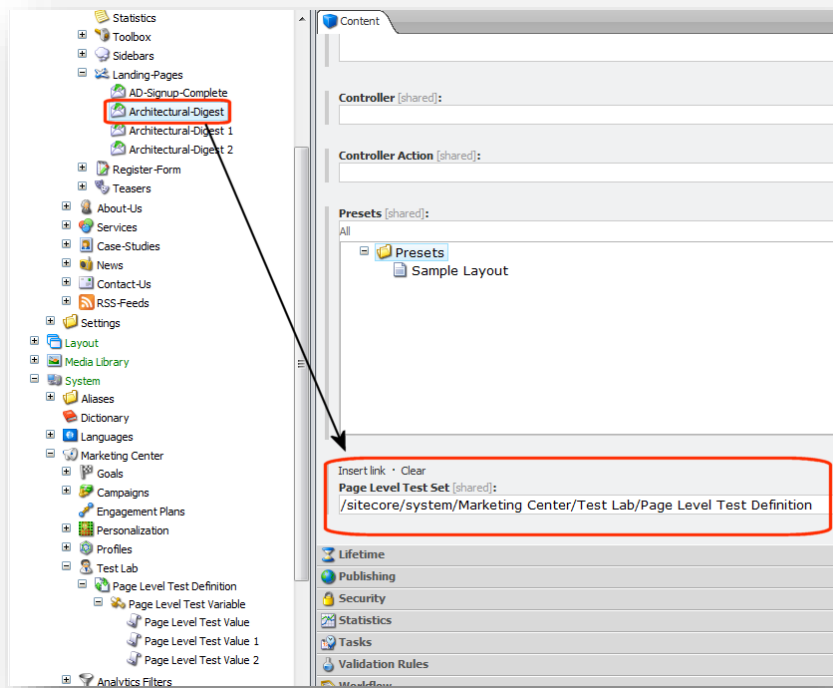 Statistics
Toolbox
Sidebars
Landing-Pages
AD-Signup-Complete
Architectural-Digest
Architectural-Digest 1
Architectural-Digest 2
Register-Form
Teasers
About-Us
Services
Case-Studies
News
Contact-Us
RSS-Feeds
Settings
Layout
Media Library
System
Aliases
Dictionary
Languages
Marketing Center
Goals
Campaigns
Engagement Plans
Personalization
Profiles
Test Lab
Page Level Test Definition
Page Level Test Variable
Page Level Test Value
Page Level Test Value 1
Page Level Test Value 2
Analytics Filters
Content
Controller [shared]:
Controller Action [shared]:
Presets [shared]:
All
Presets
Sample Layout
Insert link · Clear
Page Level Test Set [shared]:
/sitecore/system/Marketing Center/Test Lab/Page Level Test Definition
Lifetime
Publishing
Security
Statistics
Tasks
Validation Rules
Workflow